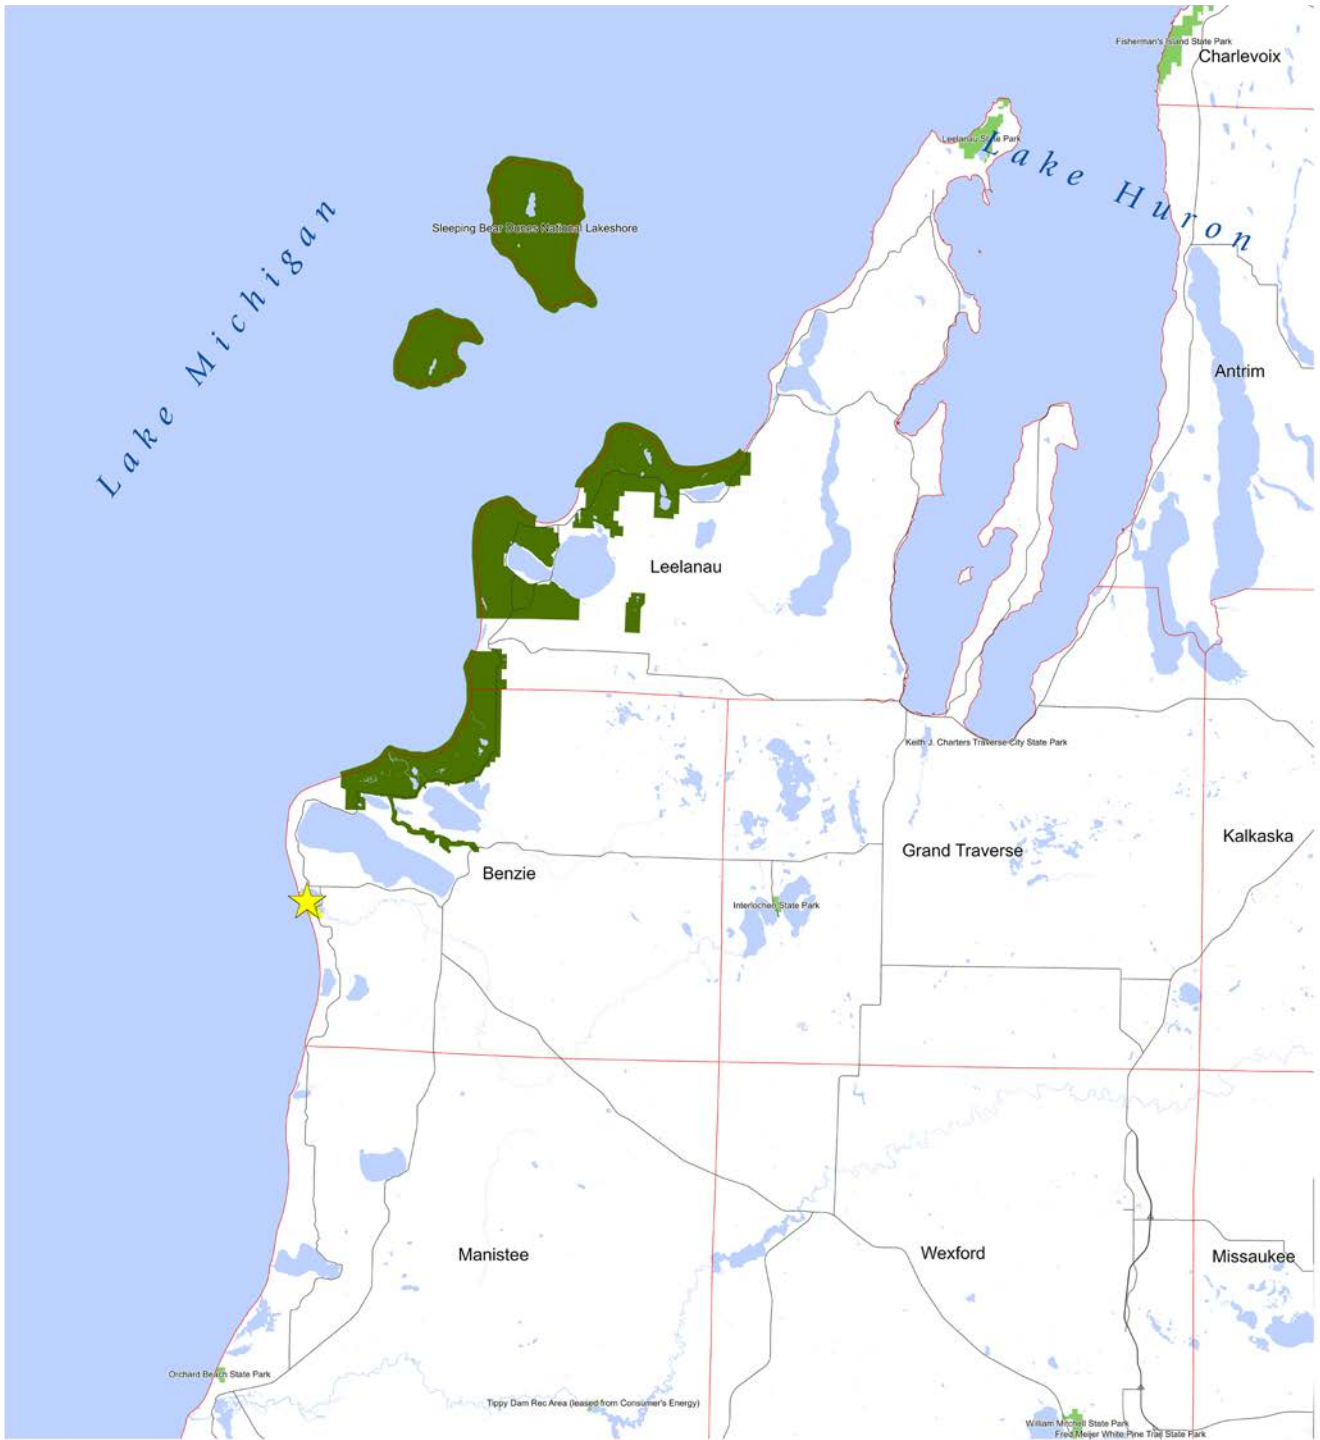 Fisherman's Island State Park
Charlevoix
Leelanau State Park
Lake Huron
Lake Michigan
Sleeping Bear Dunes National Lakeshore
Antrim
Leelanau
Keith J. Charters Traverse City State Park
Kalkaska
Grand Traverse
Benzie
Interlochen State Park
Manistee
Wexford
Missaukee
Orchard Beach State Park
Tippy Dam Rec Area (leased from Consumer's Energy)
William Mitchell State Park
Fred Meijer White Pine Trail State Park